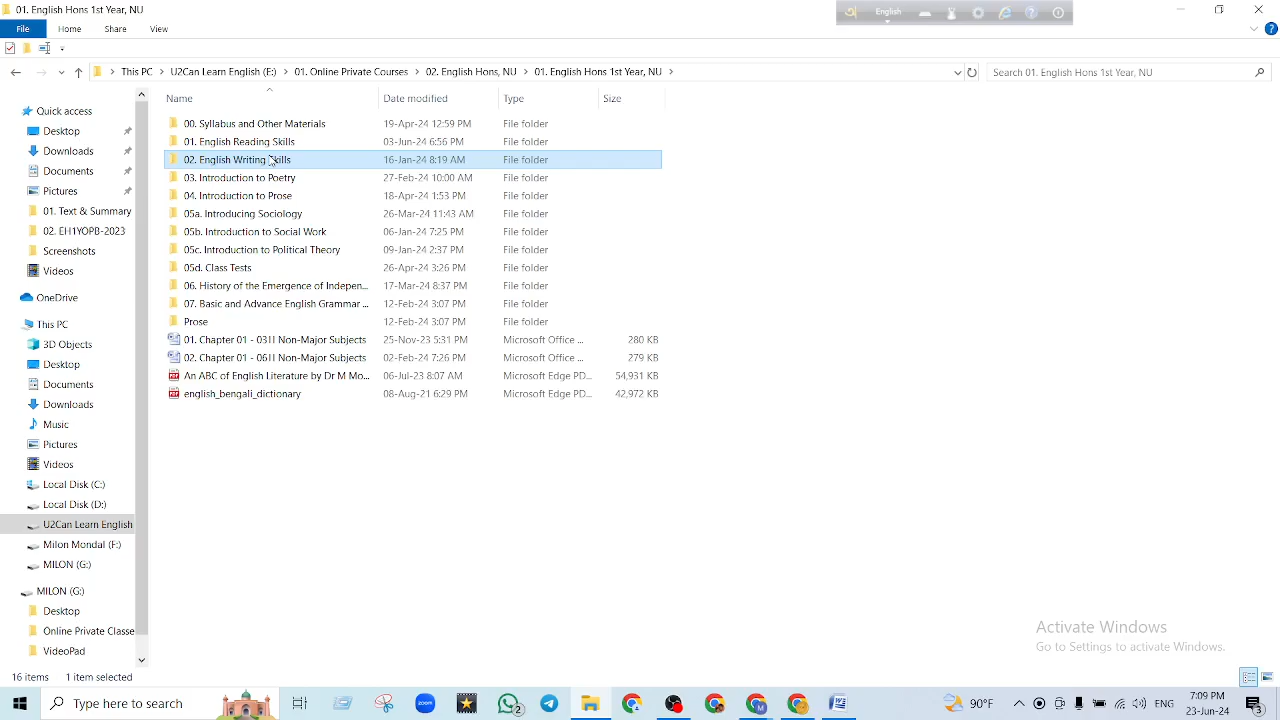 01. English Hons 1st Year, NU
English
File Home Share View
This PC > U2Can Learn English (F:) > 01. Online Private Courses > 02. English Hons, NU > 01. English Hons 1st Year, NU >
Search 01. English Hons 1st Year, NU
Name Date modified Type Size
00. Syllabus and Other Materials 19-Apr-24 12:59 PM File folder
01. English Reading Skills 03-Jun-24 6:56 PM File folder
02. English Writing Skills 16-Jan-24 8:19 AM File folder
03. Introduction to Poetry 27-Feb-24 10:00 AM File folder
04. Introduction to Prose 18-Apr-24 1:53 PM File folder
05a. Introducing Sociology 26-Mar-24 11:43 AM File folder
05b. Introduction to Social Work 06-Jan-24 7:25 PM File folder
05c. Introduction to Political Theory 09-Jan-24 2:37 PM File folder
05d. Class Tests 26-Apr-24 3:26 PM File folder
06. History of the Emergence of Indepen... 17-Mar-24 8:37 PM File folder
07. Basic and Advance English Grammar ... 12-Feb-24 3:07 PM File folder
Prose 12-Feb-24 3:07 PM File folder
01. Chapter 01 - 03II Non-Major Subjects 25-Nov-23 5:31 PM Microsoft Office ... 280 KB
02. Chapter 01 - 06II Non-Major Subjects 02-Feb-24 7:26 PM Microsoft Office ... 279 KB
An ABC of English Literature by Dr M Mo... 06-Jul-23 8:07 AM Microsoft Edge PD... 54,931 KB
english_bengali_dictionary 08-Aug-21 6:29 PM Microsoft Edge PD... 42,972 KB
Quick access
Desktop
Downloads
Documents
Pictures
01. Text & Summary
02. EH1YOPB-2023
Screenshots
Videos
OneDrive
This PC
3D Objects
Desktop
Documents
Downloads
Music
Pictures
Videos
Local Disk (C:)
Local Disk (D:)
U2Can Learn English
Milon Mondal (F:)
MILON (G:)
MILON (G:)
Desktop
Online Private Classe
VideoPad
Activate Windows
Go to Settings to activate Windows.
16 items 1 item selected
Type here to search
zoom
2
90°F
7:09 PM
23-Jun-24
3